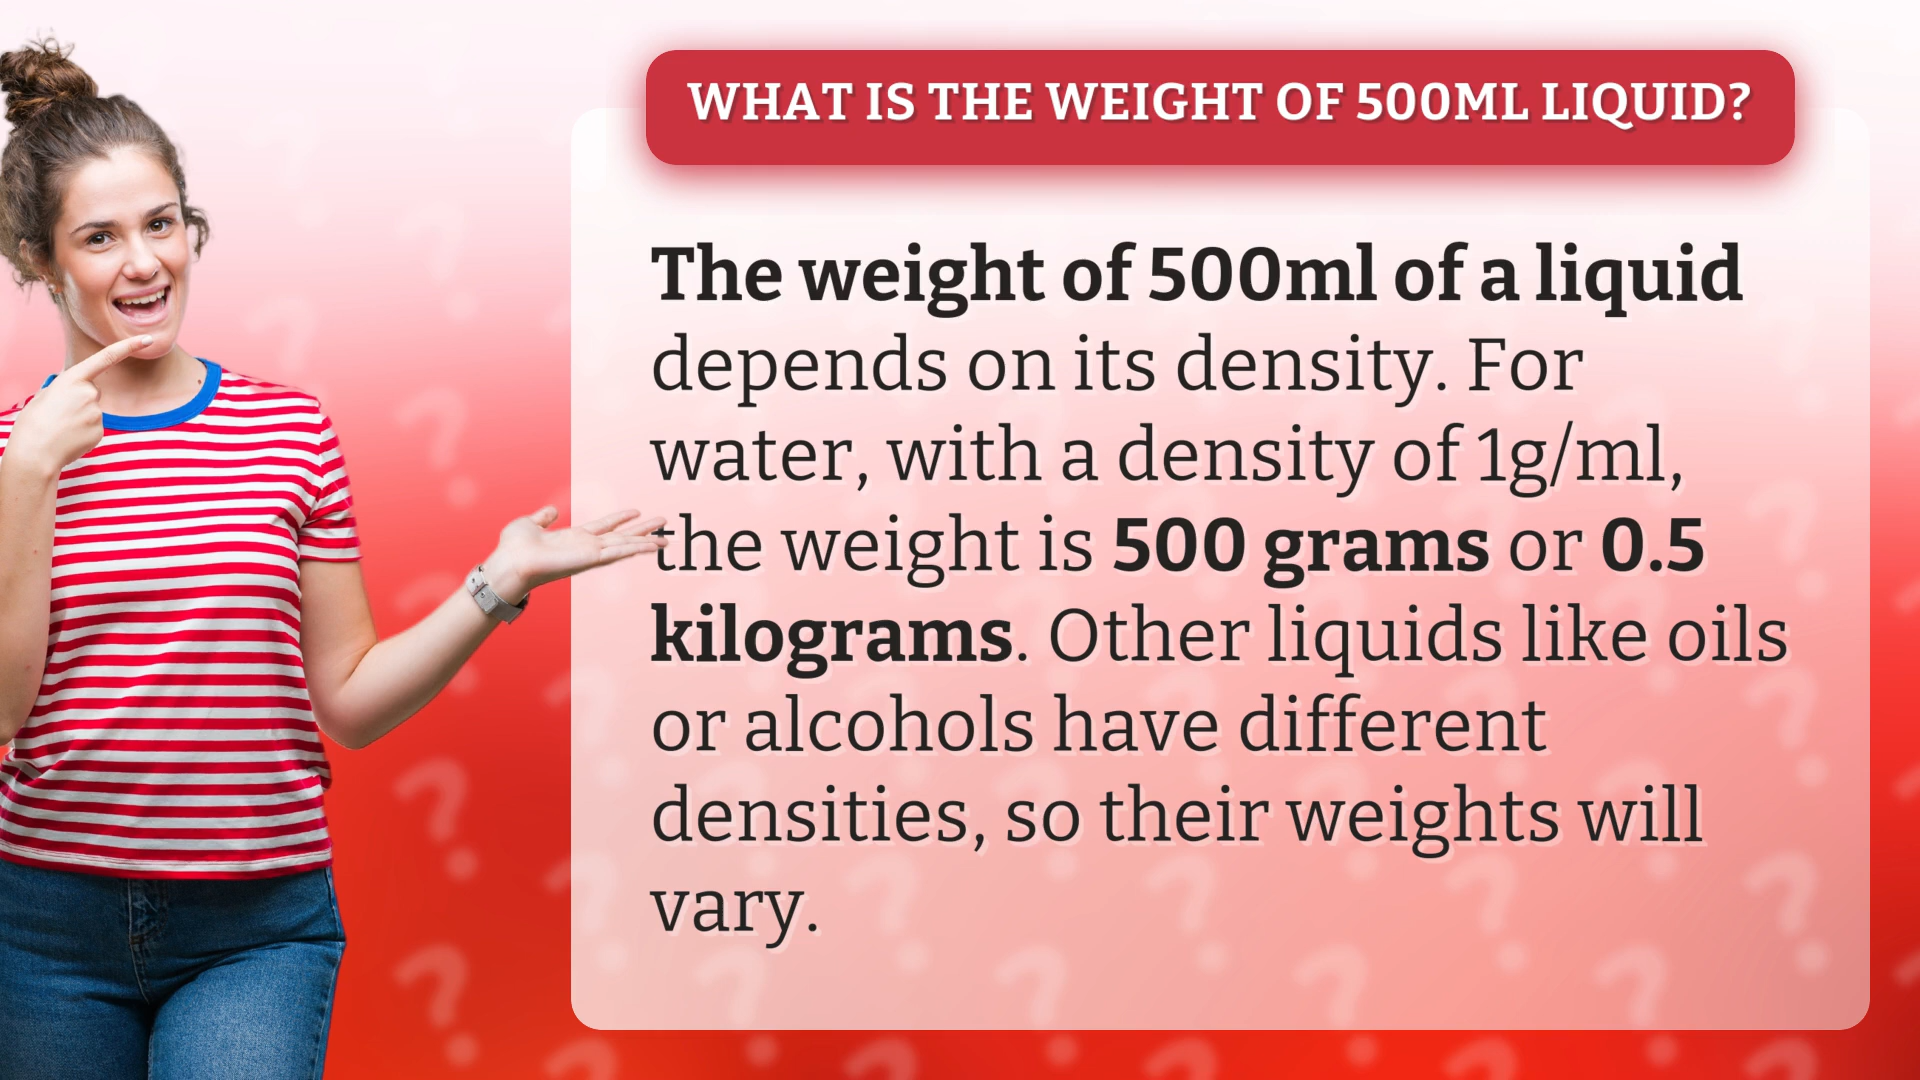 WHAT IS THE WEIGHT OF 500ML LIQUID?
The weight of 500ml of a liquid
depends on its density. For
water, with a density of 1g/ml,
the weight is 500 grams or 0.5
kilograms. Other liquids like oils
or alcohols have different
densities, so their weights will
vary.